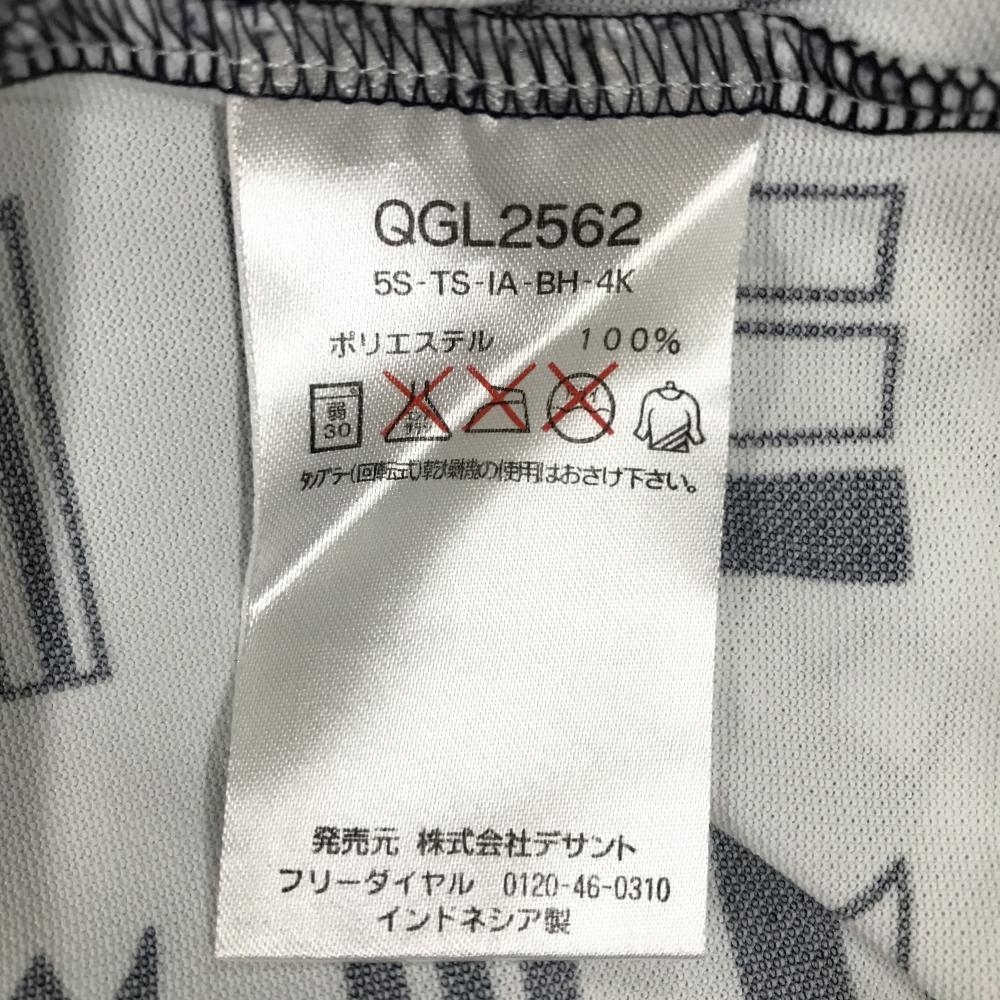 QGL2562
5S-TS-IA-BH-4K
ポリエステル 100%
弱
30
タンブラー(回転式)乾燥機の使用はおさけ下さい。
発売元 株式会社デサント
フリーダイヤル 0120-46-0310
インドネシア製